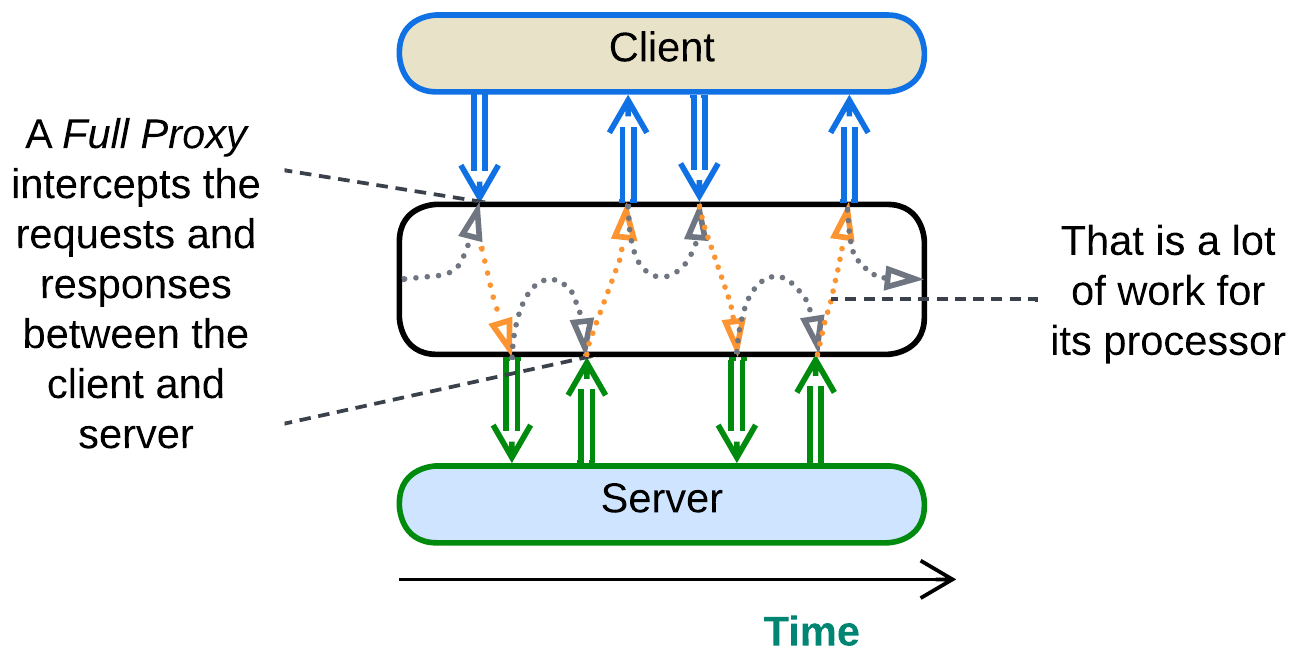 Client
A Full Proxy
intercepts the
requests and
responses
between the
client and
server
That is a lot
of work for
its processor
Server
Time